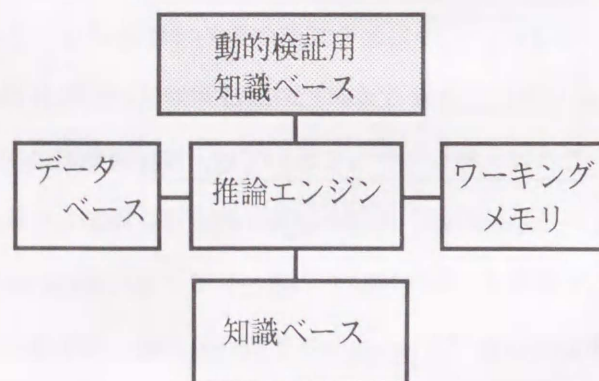 動的検証用
知識ベース
データ
ベース
推論エンジン
ワーキング
メモリ
知識ベース